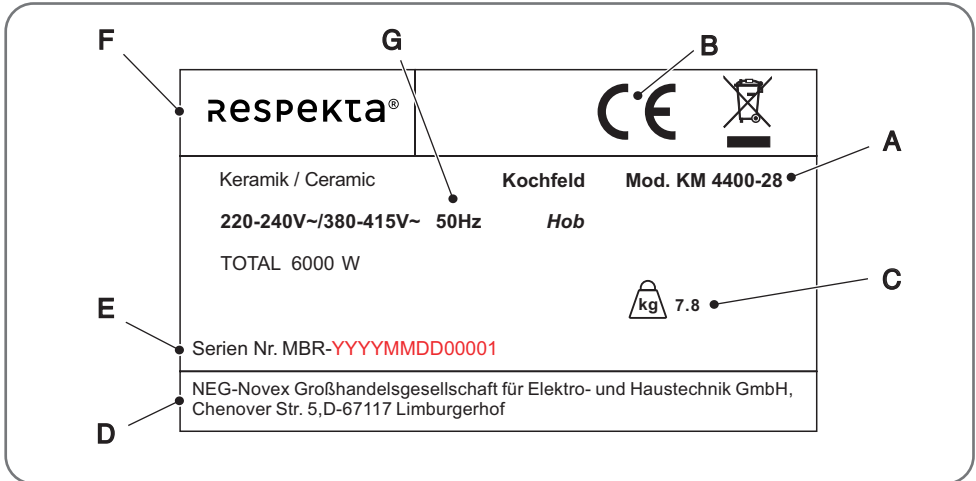 F
G
B
Respekta®
CE
A
Keramik / Ceramic Kochfeld Mod. KM 4400-28
220-240V~/380-415V~ 50Hz Hob
TOTAL 6000 W
C
kg 7.8
E
Serien Nr. MBR-YYYYMMDD00001
NEG-Novex Großhandelsgesellschaft für Elektro- und Haustechnik GmbH,
Chenover Str. 5,D-67117 Limburgerhof
D